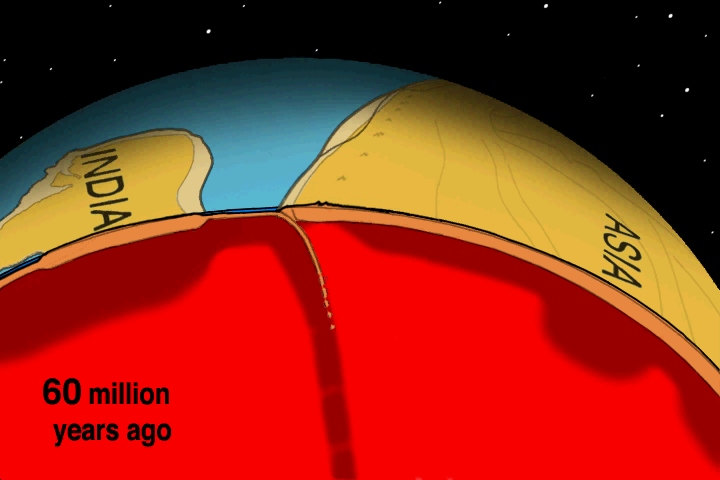 INDIA
ASIA
60 million
years ago